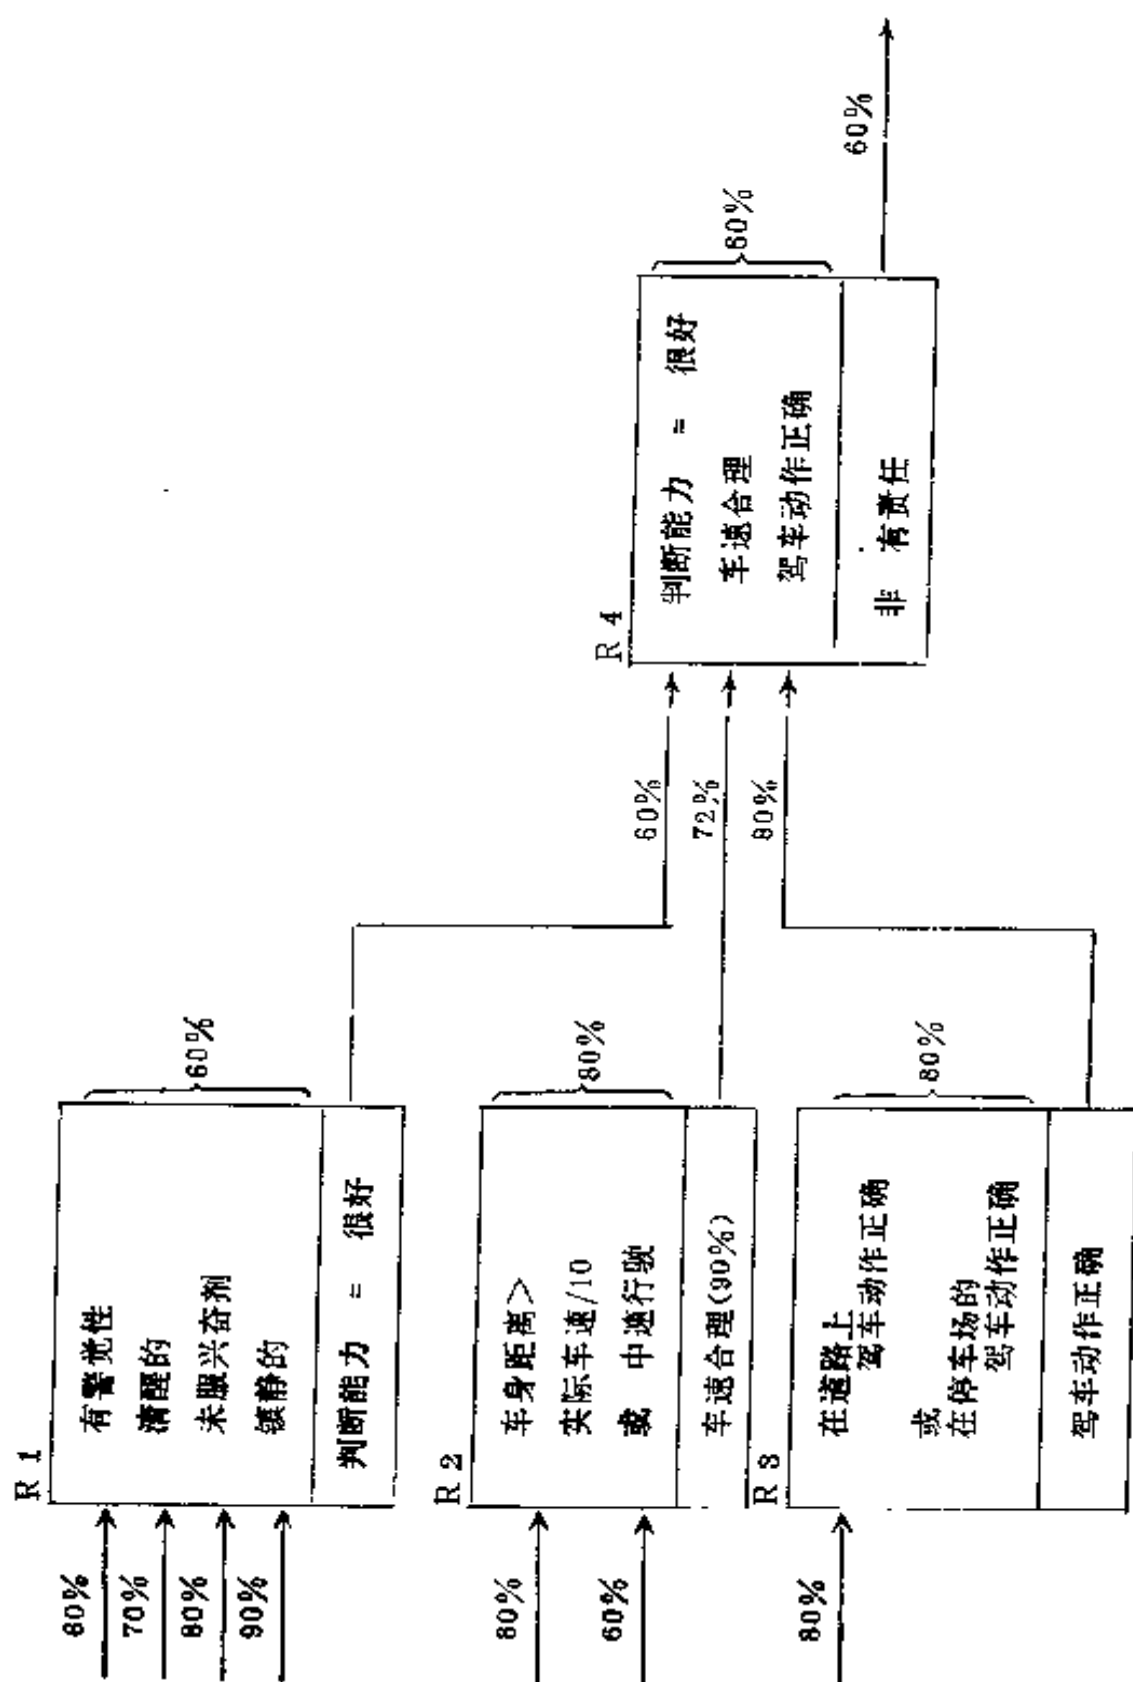 R 1
80%
有警觉性
70%
清醒的
80%
未服兴奋剂
90%
镇静的
60%
判断能力 = 很好
R 2
80%
车身距离>
实际车速/10
60%
或 中速行驶
80%
车速合理(90%)
R 3
80%
在道路上
驾车动作正确
或
在停车场的
驾车动作正确
80%
驾车动作正确
60%
72%
80%
R 4
判断能力 = 很好
车速合理
驾车动作正确
60%
非 有责任
60%